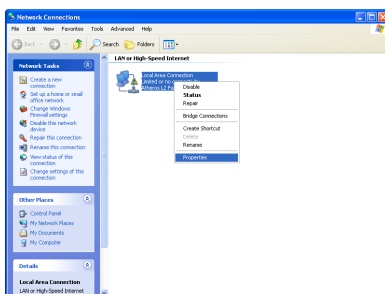 Network Connections
File Edit View Favorites Tools Advanced Help
Back Search Folders
Network Tasks
Create a new connection
Set up a home or small office network
Change Windows Firewall settings
Disable this network device
Repair this connection
Rename this connection
View status of this connection
Change settings of this connection
Other Places
Control Panel
My Network Places
My Documents
My Computer
Details
Local Area Connection
LAN or High-Speed Internet
LAN or High-Speed Internet
Local Area Connection
Limited or no
Atheros L2 Fa
Disable
Status
Repair
Bridge Connections
Create Shortcut
Delete
Rename
Properties